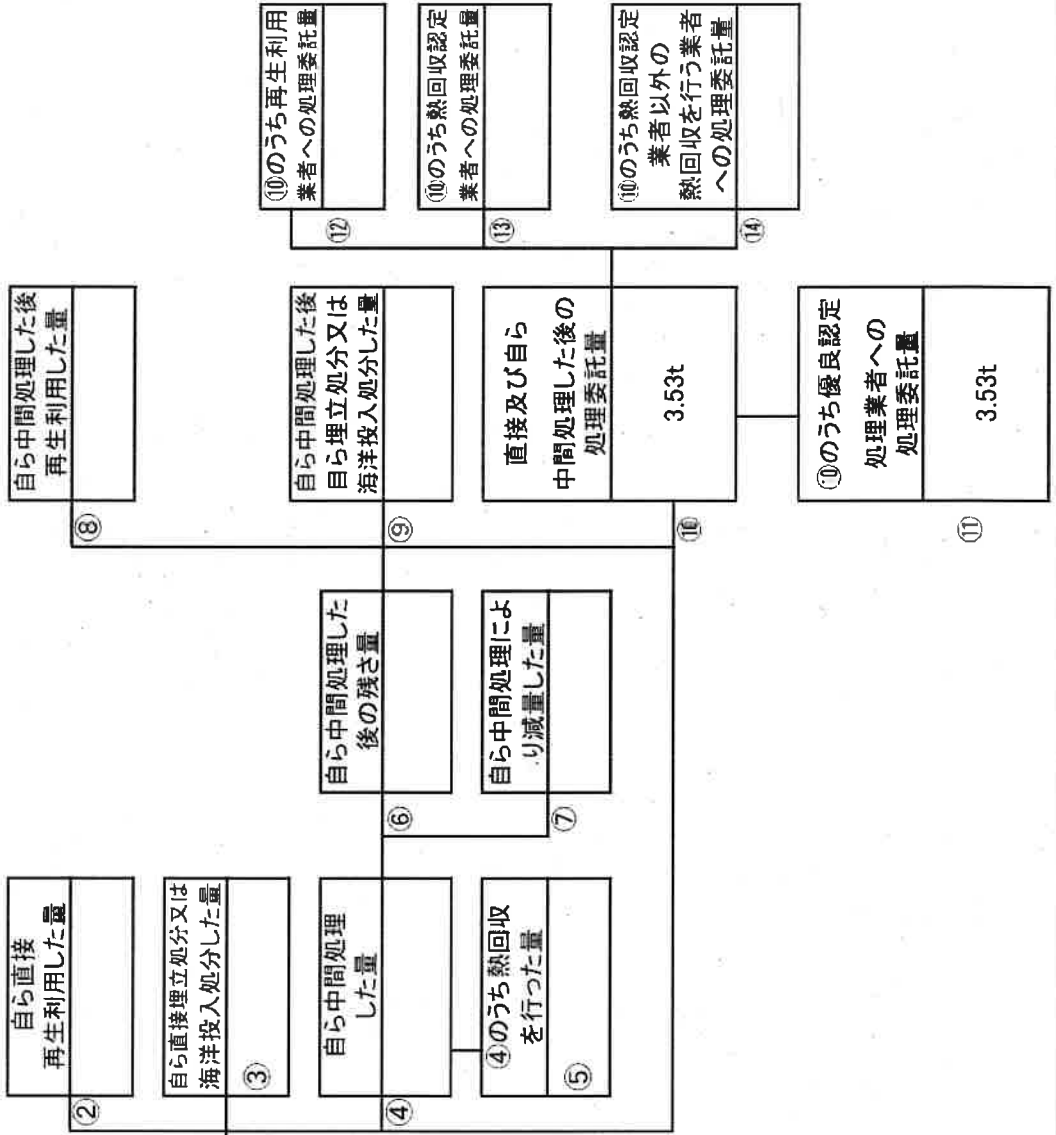 自ら直接
再生利用した量
②
自ら直接埋立処分又は
海洋投入処分した量
③
自ら中間処理
した量
④
④のうち熱回収
を行った量
⑤
自ら中間処理した
後の残さ量
⑥
自ら中間処理によ
り減量した量
⑦
自ら中間処理した後
再生利用した量
⑧
自ら中間処理した後
自ら埋立処分又は
海洋投入処分した量
⑨
直接及び自ら
中間処理した後の
処理委託量
3.53t
⑩
⑩のうち優良認定
処理業者への
処理委託量
3.53t
⑪
⑩のうち再生利用
業者への処理委託量
⑫
⑩のうち熱回収認定
業者への処理委託量
⑬
⑩のうち熱回収認定
業者以外の
熱回収を行う業者
への処理委託量
⑭